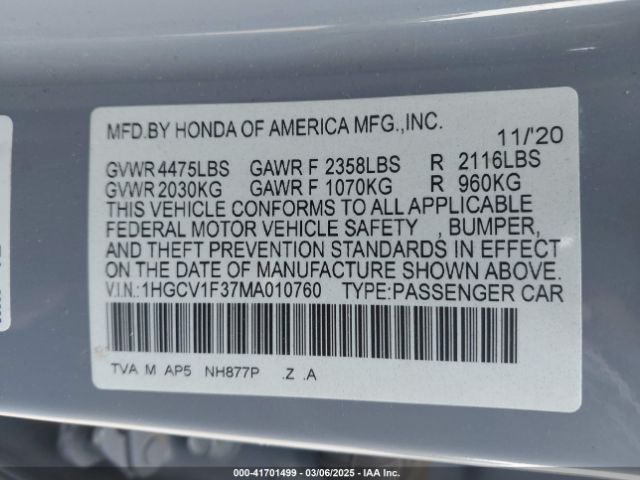 MFD.BY HONDA OF AMERICA MFG.,INC.
11/'20
GVWR 4475LBS GAWR F 2358LBS R 2116LBS
GVWR 2030KG GAWR F 1070KG R 960KG
THIS VEHICLE CONFORMS TO ALL APPLICABLE
FEDERAL MOTOR VEHICLE SAFETY , BUMPER,
AND THEFT PREVENTION STANDARDS IN EFFECT
ON THE DATE OF MANUFACTURE SHOWN ABOVE.
V.I.N.:1HGCV1F37MA010760 TYPE:PASSENGER CAR
TVA M AP5 NH877P .Z .A
000-41701499 — 03/06/2025 — IAA Inc.